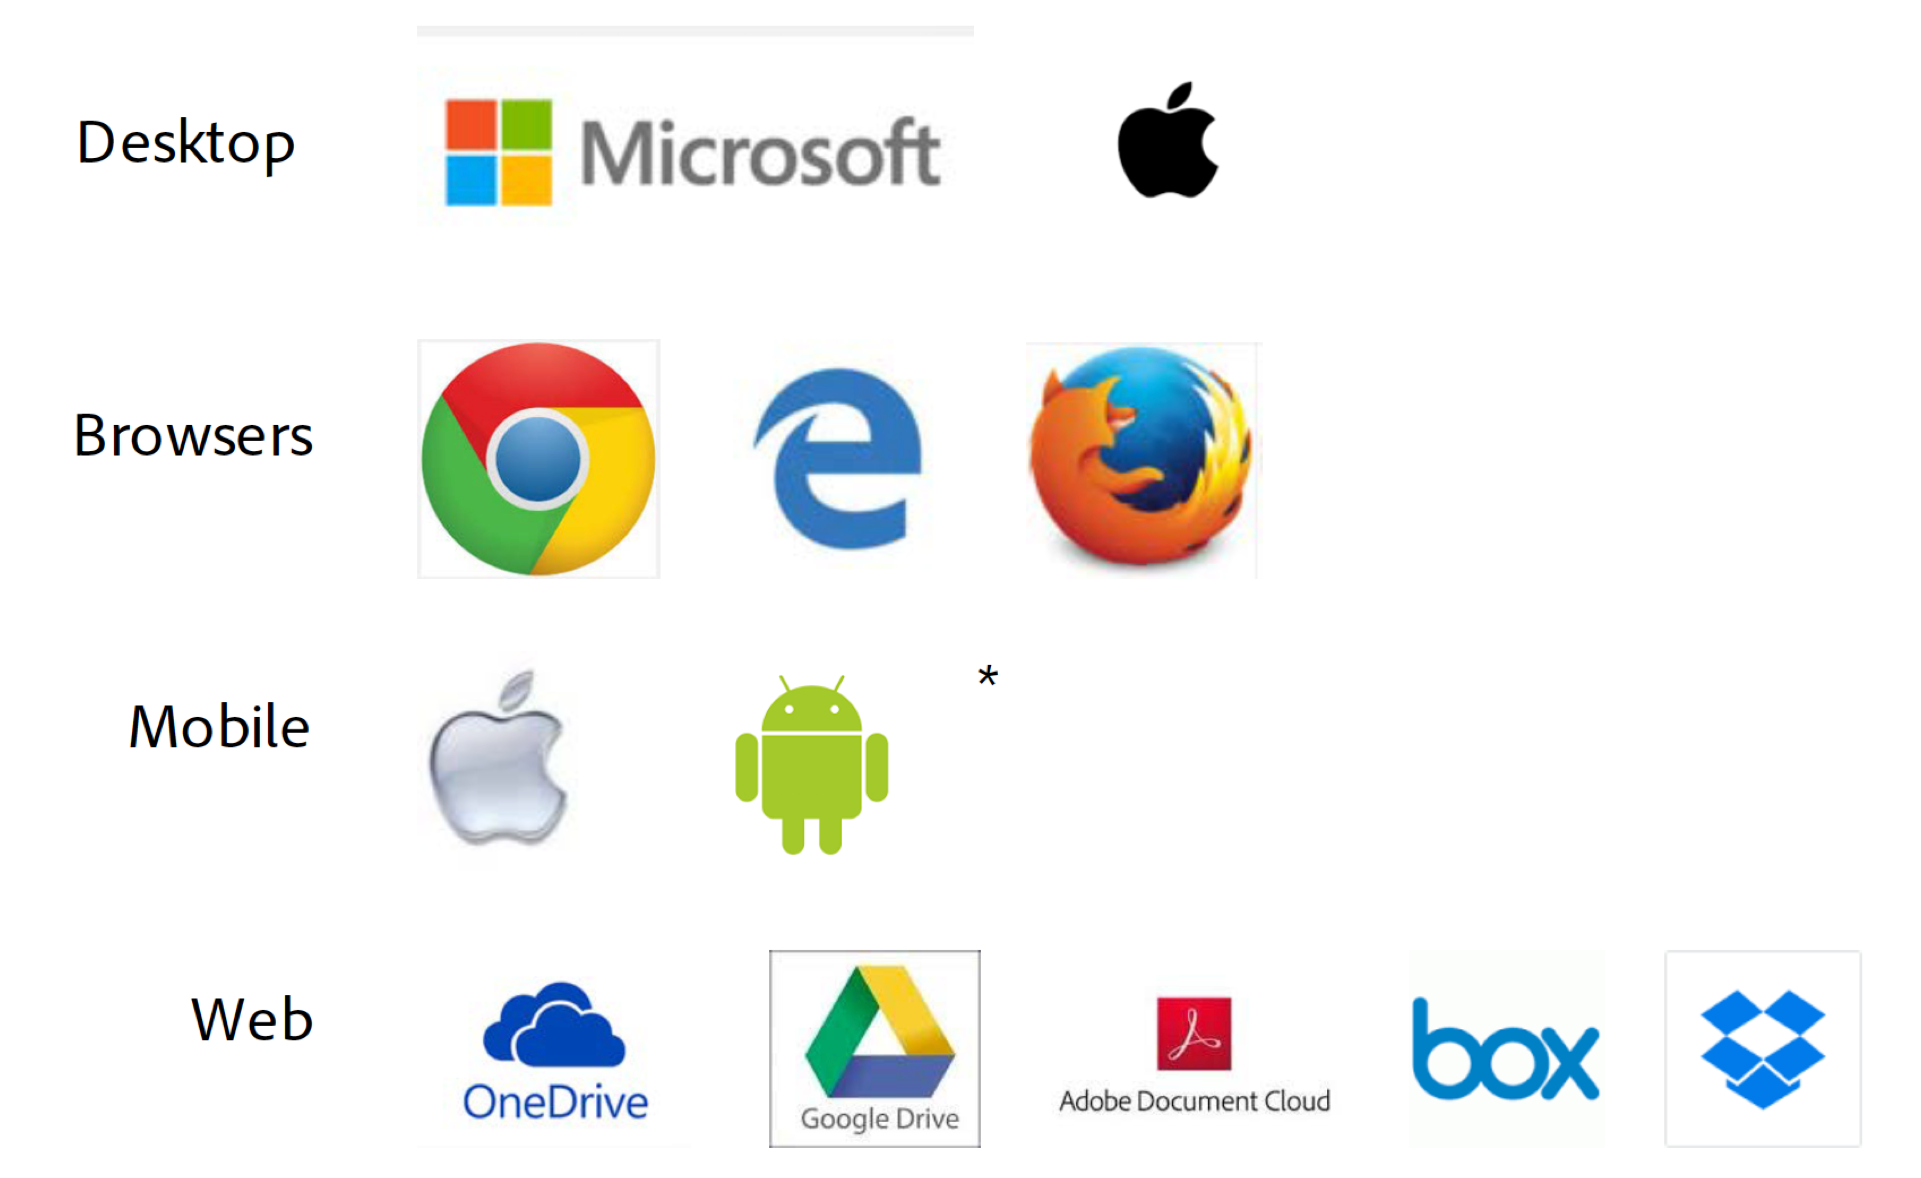 Desktop
Microsoft
Browsers
Mobile
*
Web
OneDrive
Google Drive
Adobe Document Cloud
box